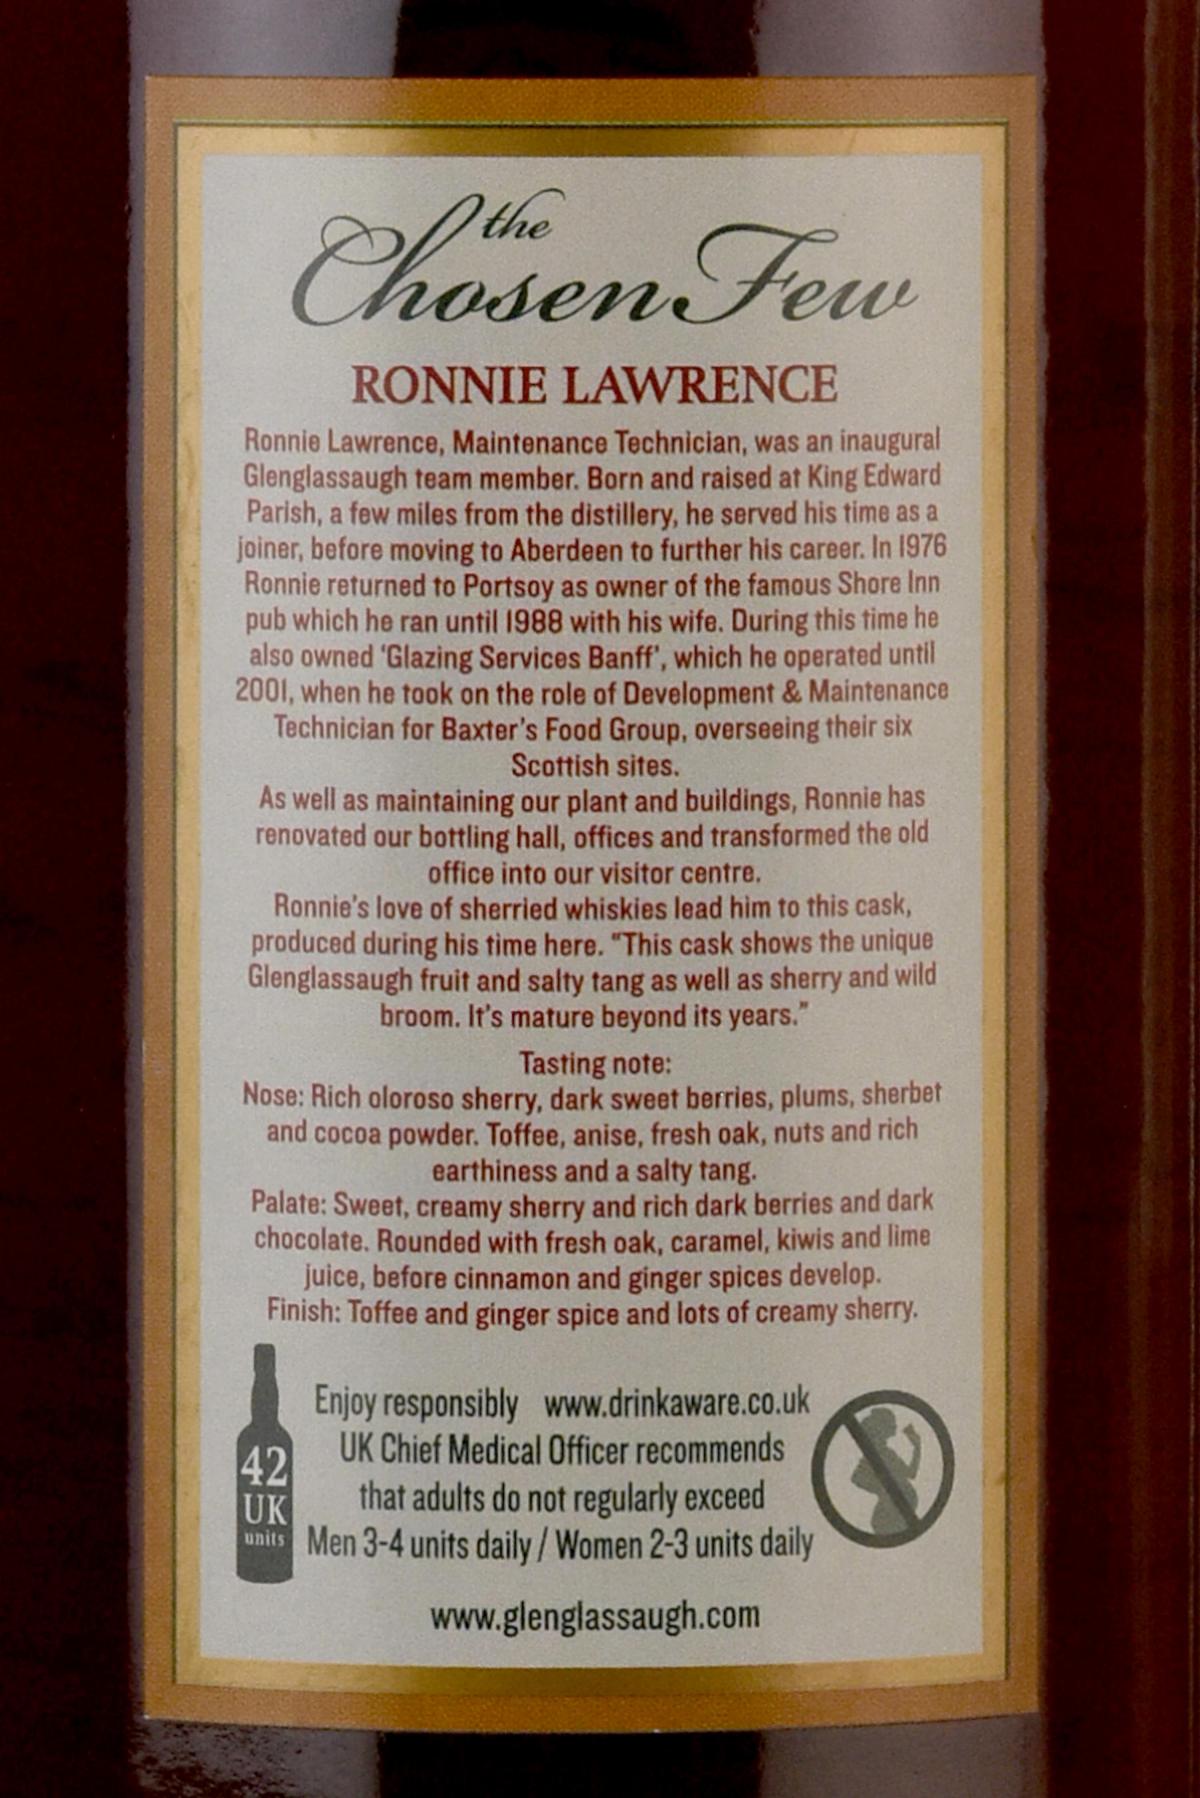 the
Chosen Few
RONNIE LAWRENCE
Ronnie Lawrence, Maintenance Technician, was an inaugural
Glenglassaugh team member. Born and raised at King Edward
Parish, a few miles from the distillery, he served his time as a
joiner, before moving to Aberdeen to further his career. In 1976
Ronnie returned to Portsoy as owner of the famous Shore Inn
pub which he ran until 1988 with his wife. During this time he
also owned ‘Glazing Services Banff’, which he operated until
2001, when he took on the role of Development & Maintenance
Technician for Baxter’s Food Group, overseeing their six
Scottish sites.
As well as maintaining our plant and buildings, Ronnie has
renovated our bottling hall, offices and transformed the old
office into our visitor centre.
Ronnie’s love of sherried whiskies lead him to this cask,
produced during his time here. “This cask shows the unique
Glenglassaugh fruit and salty tang as well as sherry and wild
broom. It’s mature beyond its years.”
Tasting note:
Nose: Rich oloroso sherry, dark sweet berries, plums, sherbet
and cocoa powder. Toffee, anise, fresh oak, nuts and rich
earthiness and a salty tang.
Palate: Sweet, creamy sherry and rich dark berries and dark
chocolate. Rounded with fresh oak, caramel, kiwis and lime
juice, before cinnamon and ginger spices develop.
Finish: Toffee and ginger spice and lots of creamy sherry.
42
UK
units
Enjoy responsibly www.drinkaware.co.uk
UK Chief Medical Officer recommends
that adults do not regularly exceed
Men 3-4 units daily / Women 2-3 units daily
www.glenglassaugh.com